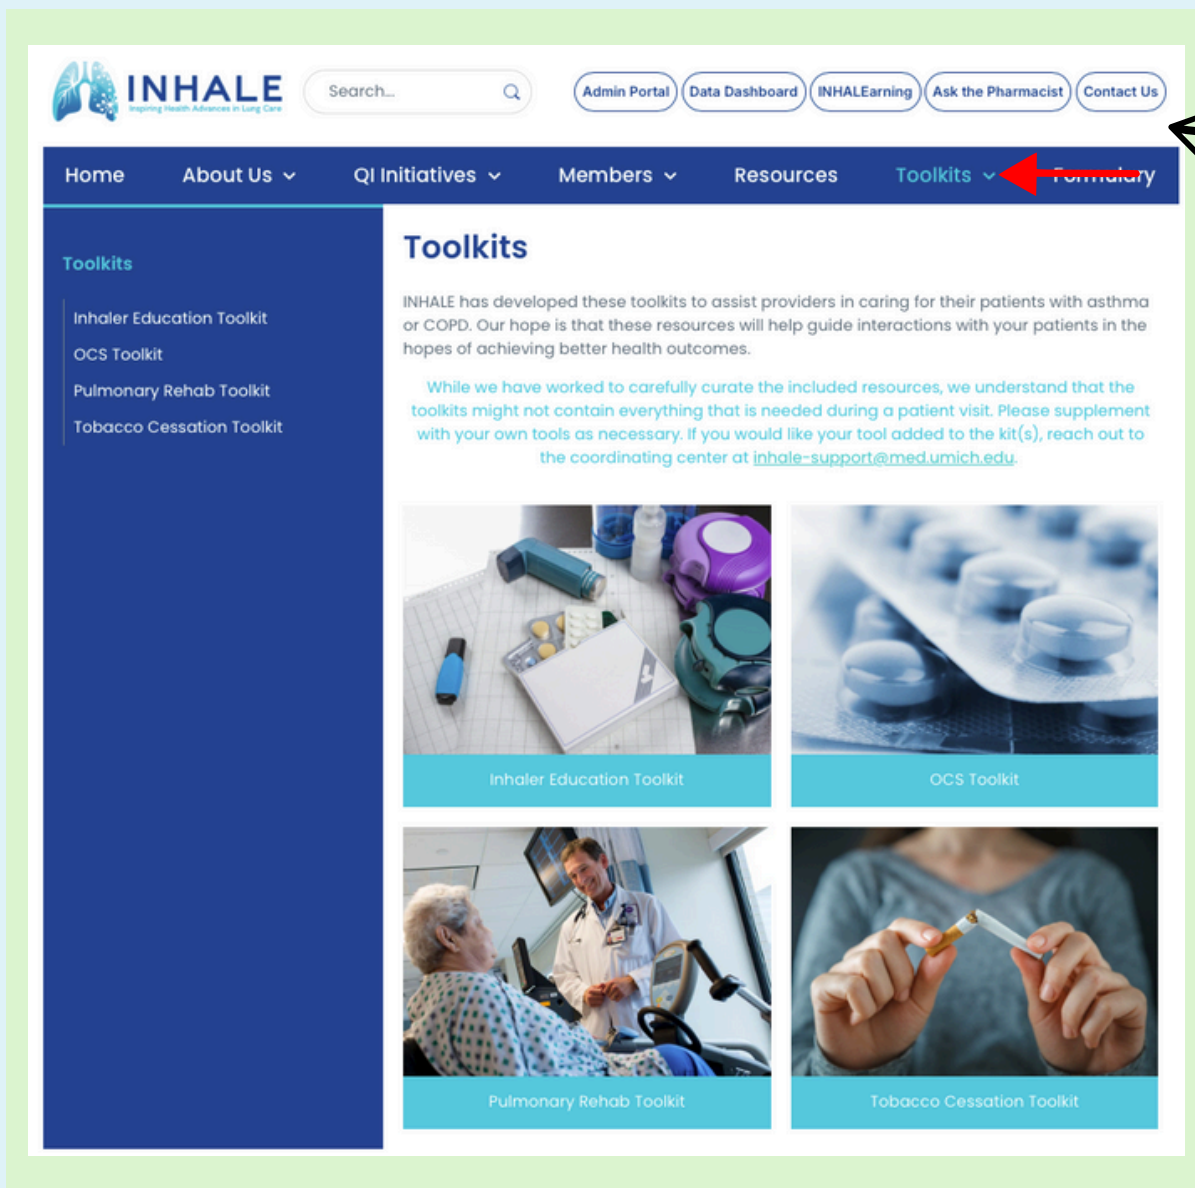 INHALE
Inspiring Health Advances in Lung Care
Search...
Admin Portal
Data Dashboard
INHALEarning
Ask the Pharmacist
Contact Us
Home
About Us
QI Initiatives
Members
Resources
Toolkits
Formulary
Toolkits
Inhaler Education Toolkit
OCS Toolkit
Pulmonary Rehab Toolkit
Tobacco Cessation Toolkit
Toolkits
INHALE has developed these toolkits to assist providers in caring for their patients with asthma
or COPD. Our hope is that these resources will help guide interactions with your patients in the
hopes of achieving better health outcomes.
While we have worked to carefully curate the included resources, we understand that the
toolkits might not contain everything that is needed during a patient visit. Please supplement
with your own tools as necessary. If you would like your tool added to the kit(s), reach out to
the coordinating center at inhale-support@med.umich.edu.
Inhaler Education Toolkit
OCS Toolkit
Pulmonary Rehab Toolkit
Tobacco Cessation Toolkit